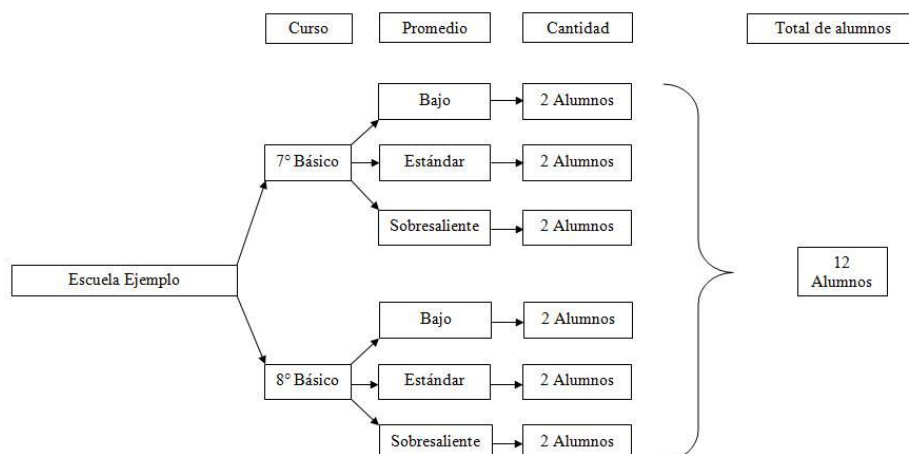 Curso Promedio Cantidad Total de alumnos
Bajo 2 Alumnos
7° Básico Estándar 2 Alumnos
Sobresaliente 2 Alumnos
Escuela Ejemplo
12
Alumnos
Bajo 2 Alumnos
8° Básico Estándar 2 Alumnos
Sobresaliente 2 Alumnos